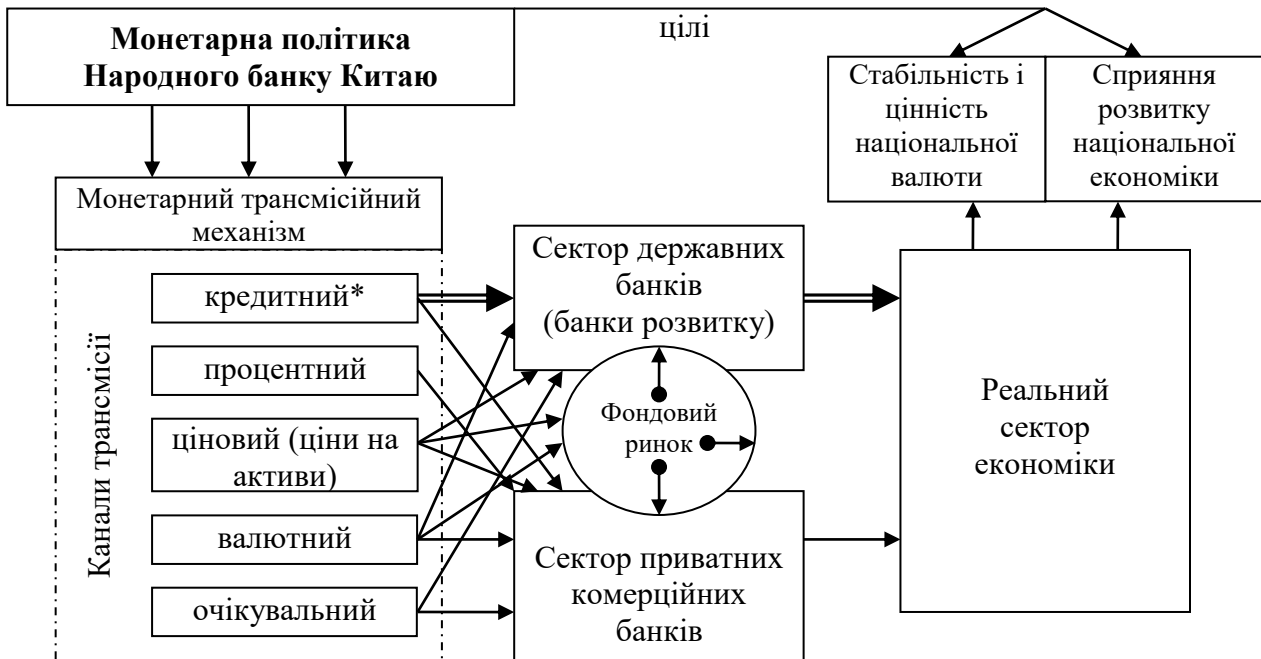 Монетарна політика
Народного банку Китаю
цілі
Стабільність і
цінність
національної
валюти
Сприяння
розвитку
національної
економіки
Монетарний трансмісійний
механізм
Канали трансмісії
кредитний*
процентний
ціновий (ціни на
активи)
валютний
очікувальний
Сектор державних
банків
(банки розвитку)
Фондовий
ринок
Сектор приватних
комерційних
банків
Реальний
сектор
економіки